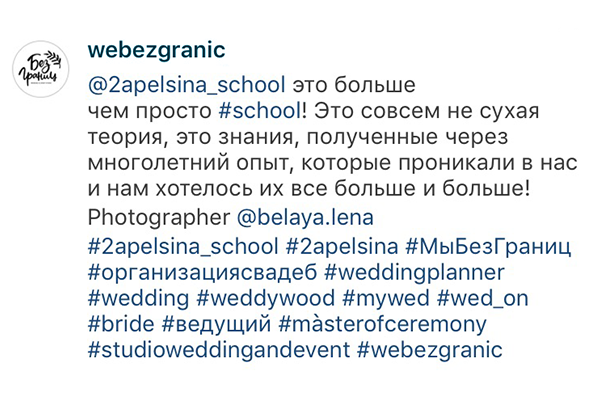 Без
Границ
webezgranic
@2apelsina_school это больше
чем просто #school! Это совсем не сухая
теория, это знания, полученные через
многолетний опыт, которые проникали в нас
и нам хотелось их все больше и больше!
Photographer @belaya.lena
#2apelsina_school #2apelsina #МыБезГраниц
#организациясвадеб #weddingplanner
#wedding #weddywood #mywed #wed_on
#bride #ведущий #màsterofceremony
#studioweddingandevent #webezgranic